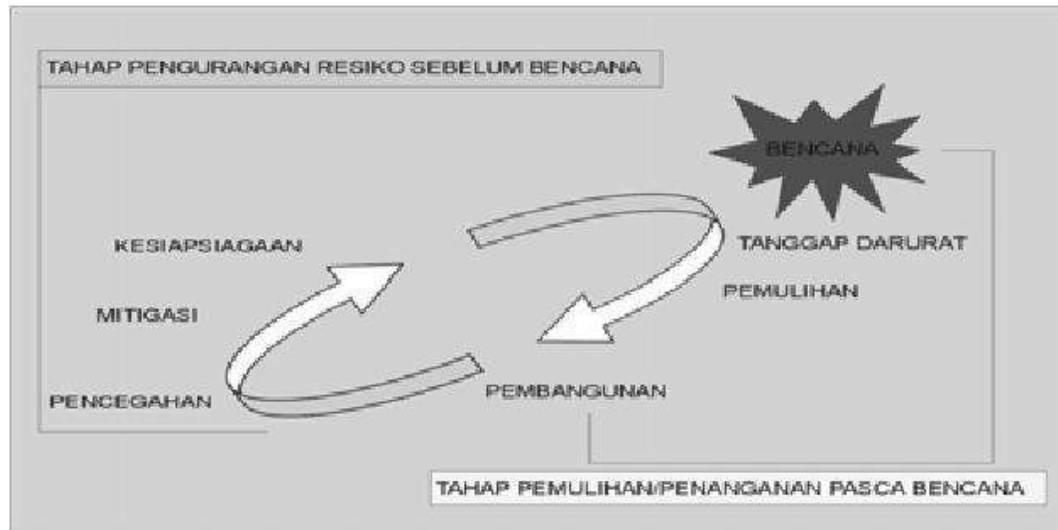 TAHAP PENGURANGAN RESIKO SEBELUM BENCANA
BENCANA
KESIAPSIAGAAN
TANGGAP DARURAT
MITIGASI
PEMULIHAN
PENCEGAHAN
PEMBANGUNAN
TAHAP PEMULIHAN/PENANGANAN PASCA BENCANA